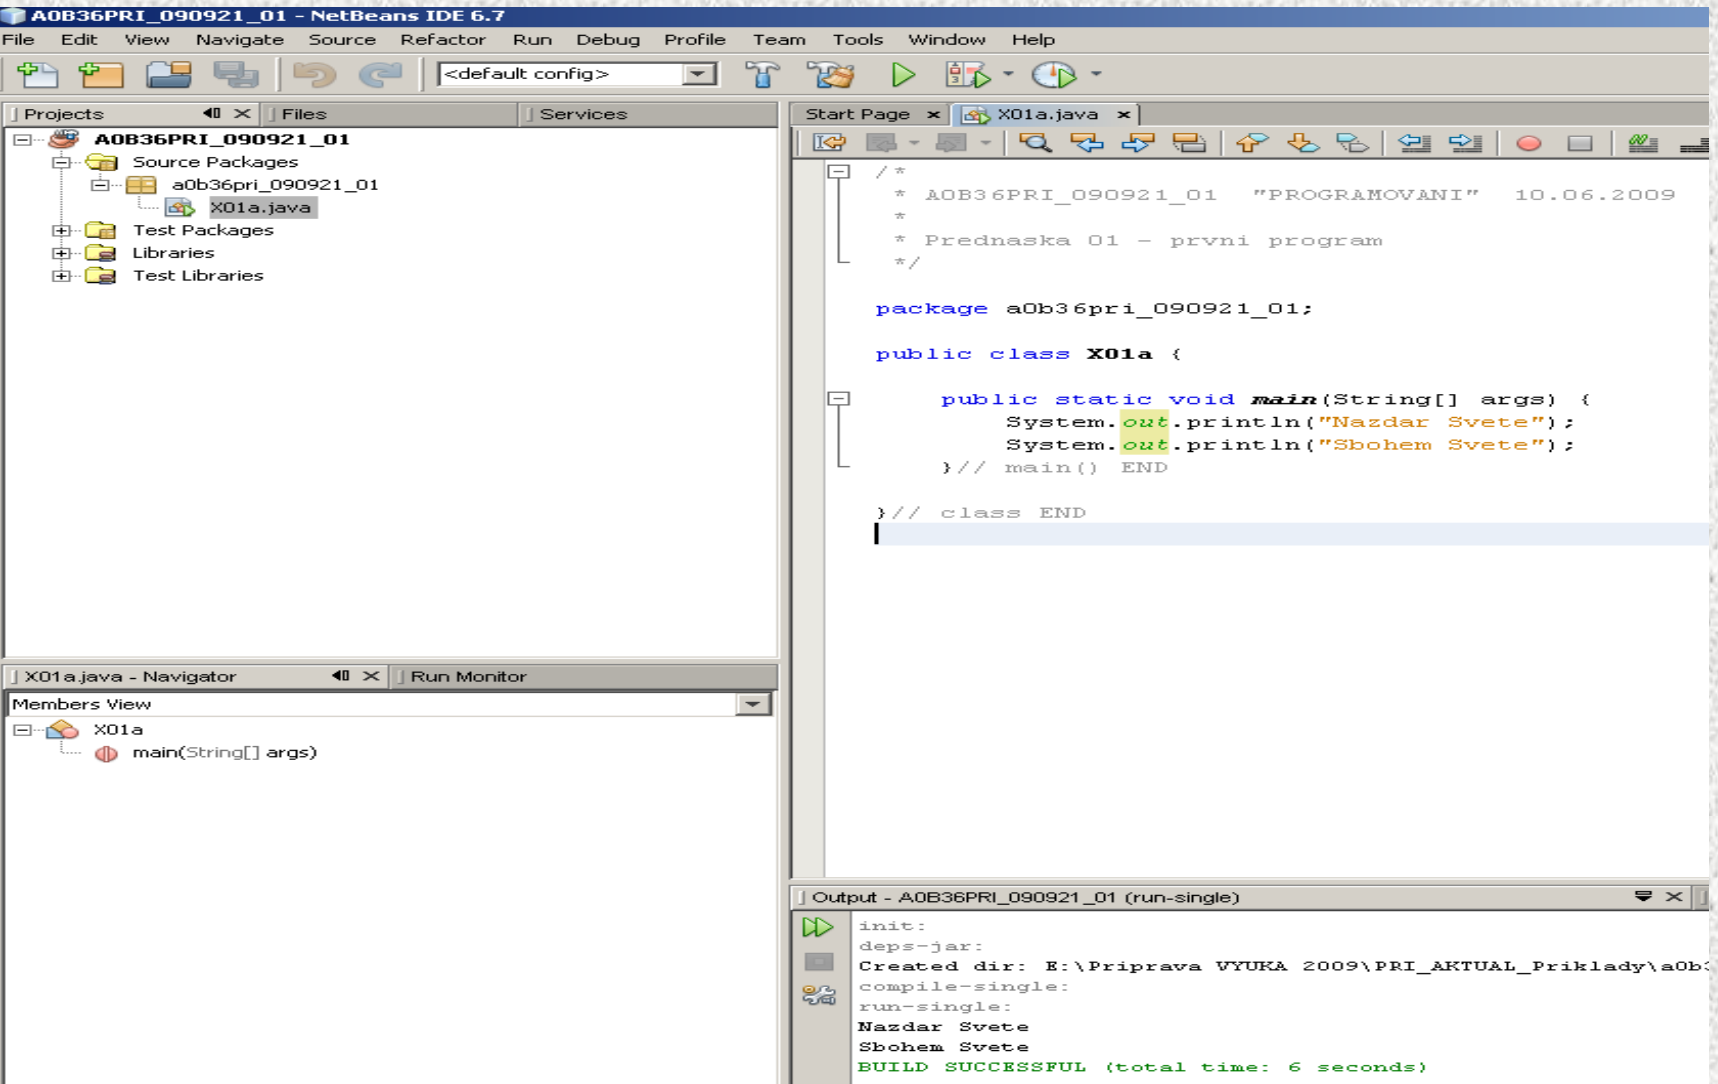 A0B36PRI_090921_01 - NetBeans IDE 6.7
File Edit View Navigate Source Refactor Run Debug Profile Team Tools Window Help
<default config>
Projects Files Services
A0B36PRI_090921_01
Source Packages
a0b36pri_090921_01
X01a.java
Test Packages
Libraries
Test Libraries
X01a.java - Navigator Run Monitor
Members View
X01a
main(String[] args)
Start Page X01a.java
/*
* A0B36PRI_090921_01 "PROGRAMOVANI" 10.06.2009
*
* Prednaska 01 - prvni program
*/
package a0b36pri_090921_01;
public class X01a {
public static void main(String[] args) {
System.out.println("Nazdar Svete");
System.out.println("Sbohem Svete");
}// main() END
}// class END
Output - A0B36PRI_090921_01 (run-single)
init:
deps-jar:
Created dir: E:\Priprava VYUKA 2009\PRI_AKTUAL_Priklady\a0b
compile-single:
run-single:
Nazdar Svete
Sbohem Svete
BUILD SUCCESSFUL (total time: 6 seconds)